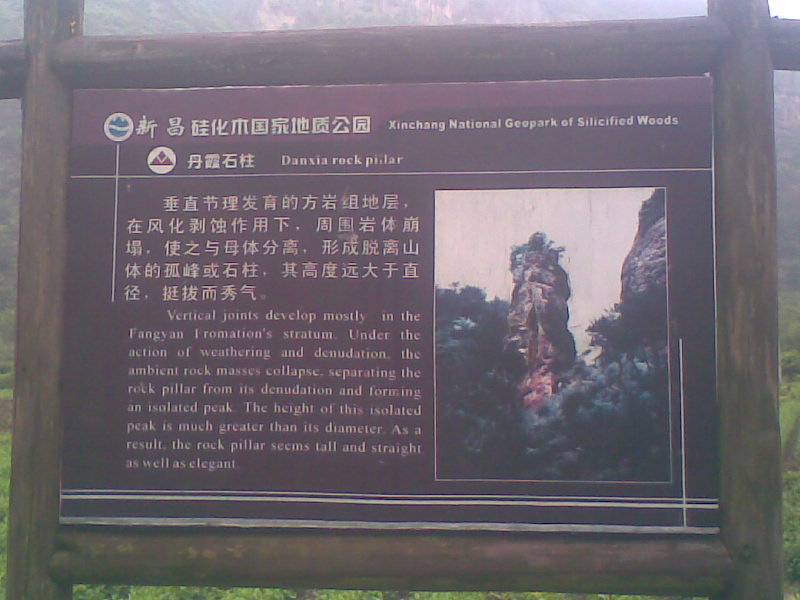 新昌硅化木国家地质公园 Xinchang National Geopark of Silicified Woods
丹霞石柱 Danxia rock pillar
垂直节理发育的方岩组地层，
在风化剥蚀作用下，周围岩体崩
塌，使之与母体分离，形成脱离山
体的孤峰或石柱，其高度远大于直
径，挺拔而秀气。
Vertical joints develop mostly in the
Fangyan Fromation's stratum. Under the
action of weathering and denudation, the
ambient rock masses collapse, separating the
rock pillar from its denudation and forming
an isolated peak. The height of this isolated
peak is much greater than its diameter. As a
result, the rock pillar seems tall and straight
as well as elegant.